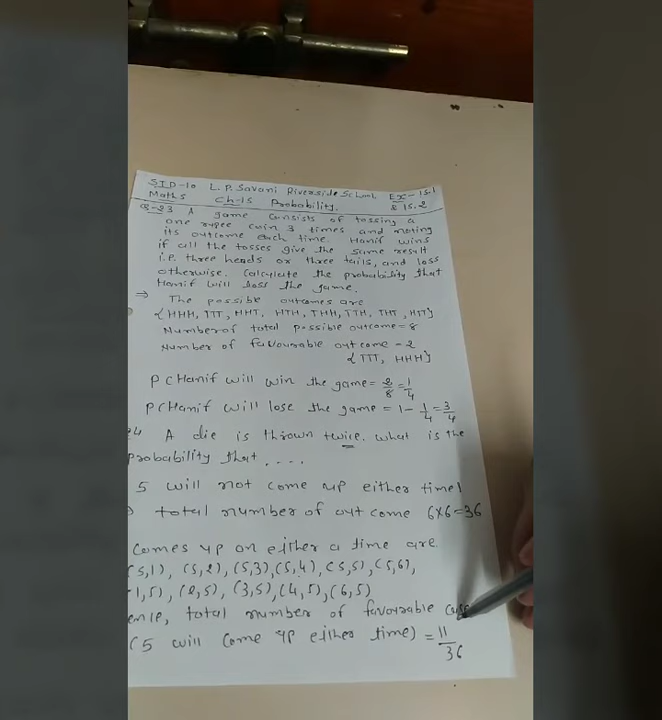 STD-10 L.P. Savani Riverside School Ex-15.1
Maths Ch-15 Probability. & 15.2
Q-23 A game consists of tossing a
one rupee coin 3 times and noting
its outcome each time. Hanif wins
if all the tosses give the same result
i.e. three heads or three tails, and loss
otherwise. Calculate the probability that
Hanif will loss the game.
⇒ The possible outcomes are
{HHH, TTT, HHT, HTH, THH, TTH, THT, HTT}
Number of total possible outcome = 8
Number of favourable outcome = 2
{TTT, HHH}
P(Hanif will win the game = 2/8 = 1/4
P(Hanif will lose the game = 1 - 1/4 = 3/4
24 A die is thrown twice. what is the
probability that ....
5 will not come up either time!
total number of out come 6×6=36
Comes up on either a time are
(5,1), (5,2), (5,3), (5,4), (5,5), (5,6),
1,5), (2,5), (3,5), (4,5), (6,5)
total number of favourable
(5 will come up either time) = 11/36